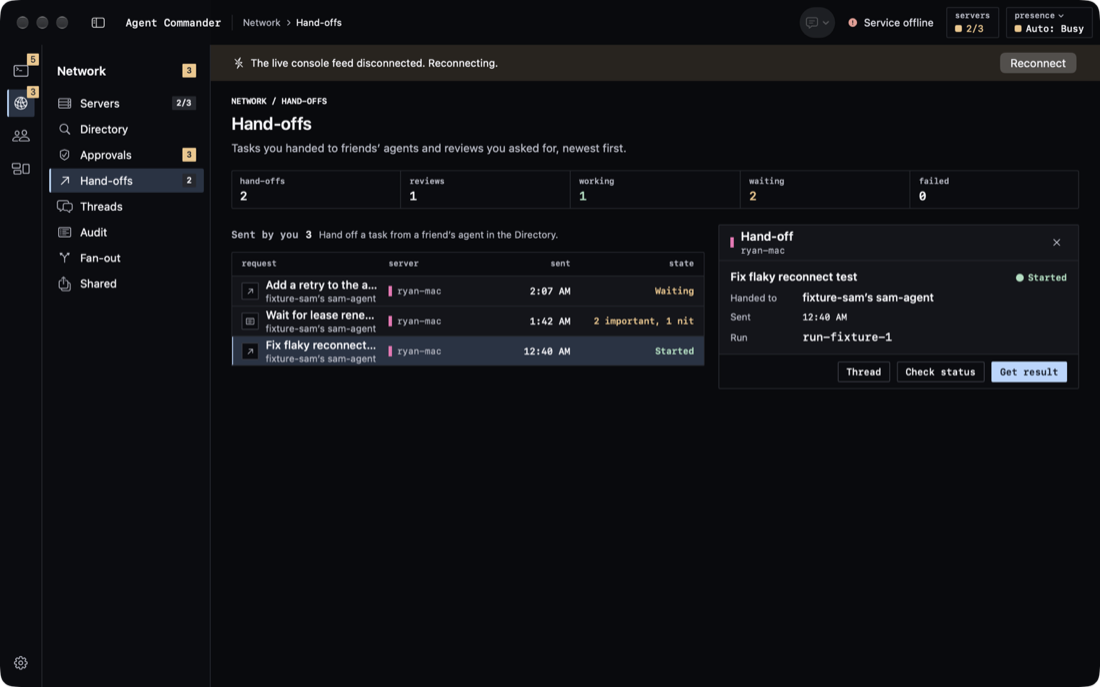 Agent Commander
Network > Hand-offs
Service offline
servers
2/3
presence
Auto: Busy
5
3
Network
3
Servers
2/3
Directory
Approvals
3
Hand-offs
2
Threads
Audit
Fan-out
Shared
The live console feed disconnected. Reconnecting.
Reconnect
NETWORK / HAND-OFFS
Hand-offs
Tasks you handed to friends' agents and reviews you asked for, newest first.
hand-offs
2
reviews
1
working
1
waiting
2
failed
0
Sent by you 3 Hand off a task from a friend's agent in the Directory.
request server sent state
Add a retry to the a...
fixture-sam's sam-agent
ryan-mac
2:07 AM
Waiting
Wait for lease rene...
fixture-sam's sam-agent
ryan-mac
1:42 AM
2 important, 1 nit
Fix flaky reconnect...
fixture-sam's sam-agent
ryan-mac
12:40 AM
Started
Hand-off
ryan-mac
Fix flaky reconnect test
Started
Handed to fixture-sam's sam-agent
Sent 12:40 AM
Run run-fixture-1
Thread
Check status
Get result